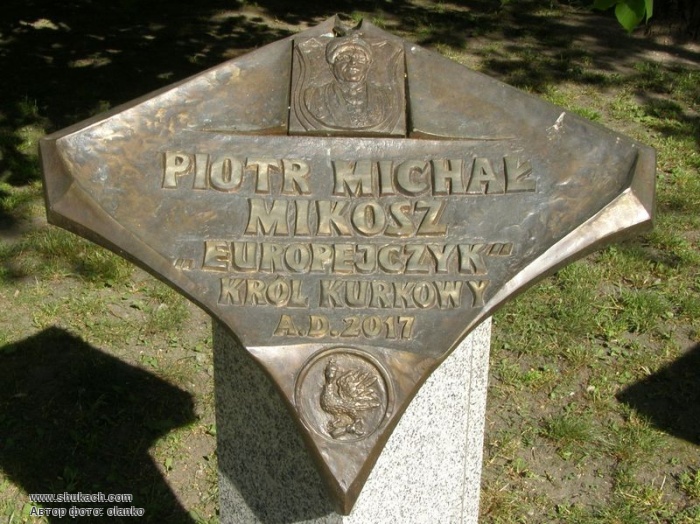 PIOTR MICHAŁ
MIKOSZ
„EUROPEJCZYK"
KRÓL KURKOWY
A.D. 2017
www.shukach.com
Автор фото: olanko